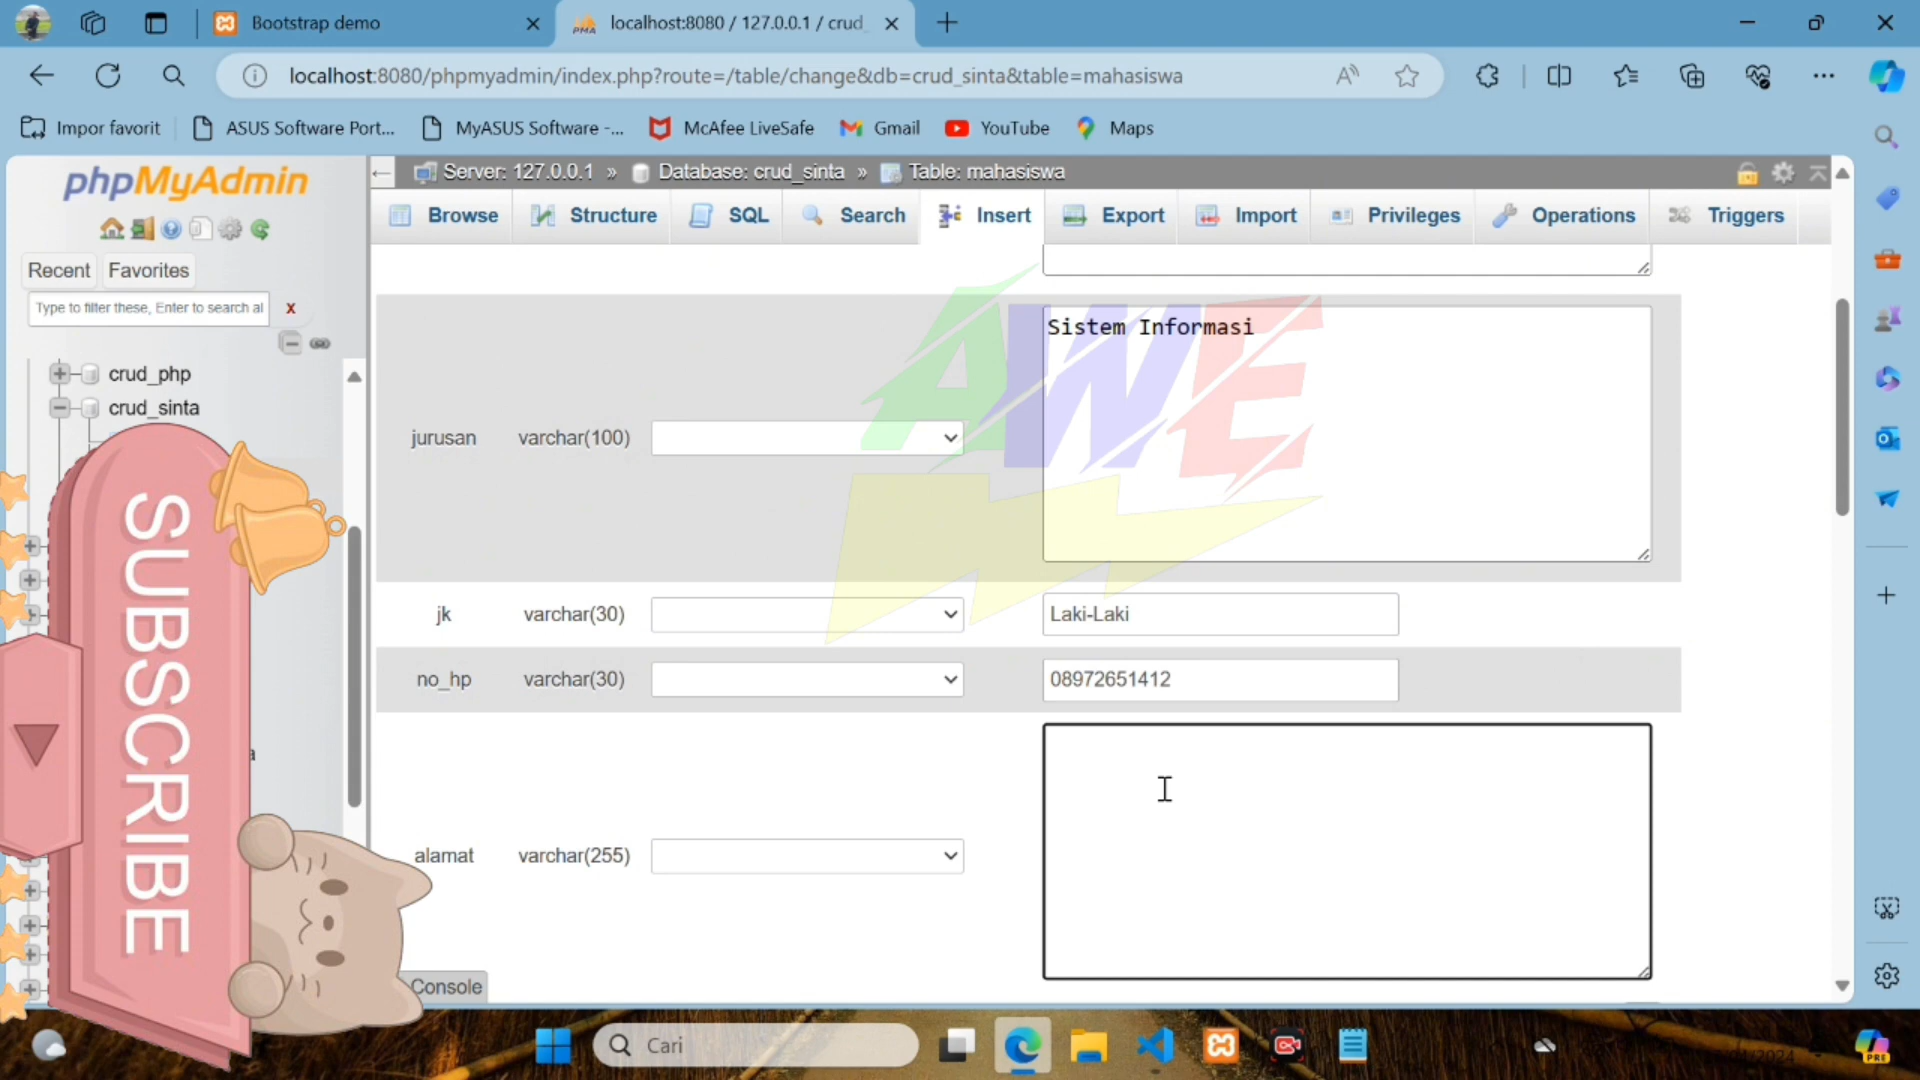 Bootstrap demo
localhost:8080 / 127.0.0.1 / crud_
localhost:8080/phpmyadmin/index.php?route=/table/change&db=crud_sinta&table=mahasiswa
Impor favorit
ASUS Software Port...
MyASUS Software -...
McAfee LiveSafe
Gmail
YouTube
Maps
phpMyAdmin
Server: 127.0.0.1 » Database: crud_sinta » Table: mahasiswa
Browse
Structure
SQL
Search
Insert
Export
Import
Privileges
Operations
Triggers
Recent
Favorites
Type to filter these, Enter to search al
X
crud_php
crud_sinta
AWE
jurusan varchar(100) Sistem Informasi
jk varchar(30) Laki-Laki
no_hp varchar(30) 08972651412
alamat varchar(255)
SUBSCRIBE
Console
Cari
PRE